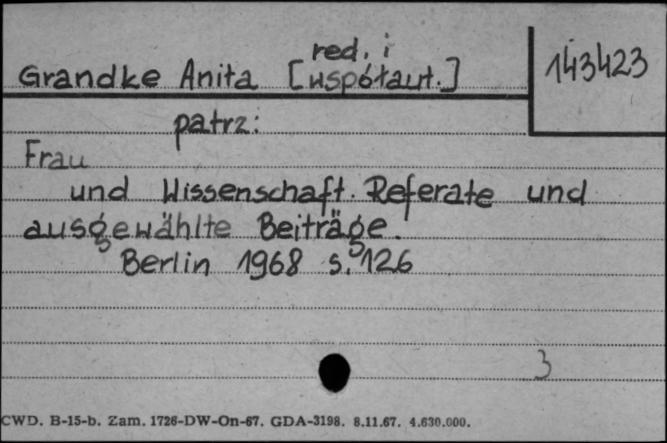 red. i
Grandke Anita [współaut.]
143423
patrz:
Frau
und Wissenschaft. Referate und
ausgewählte Beiträge.
Berlin 1968 s. 126
3
CWD. B-15-b. Zam. 1726-DW-On-67. GDA-3198. 8.11.67. 4.630.000.